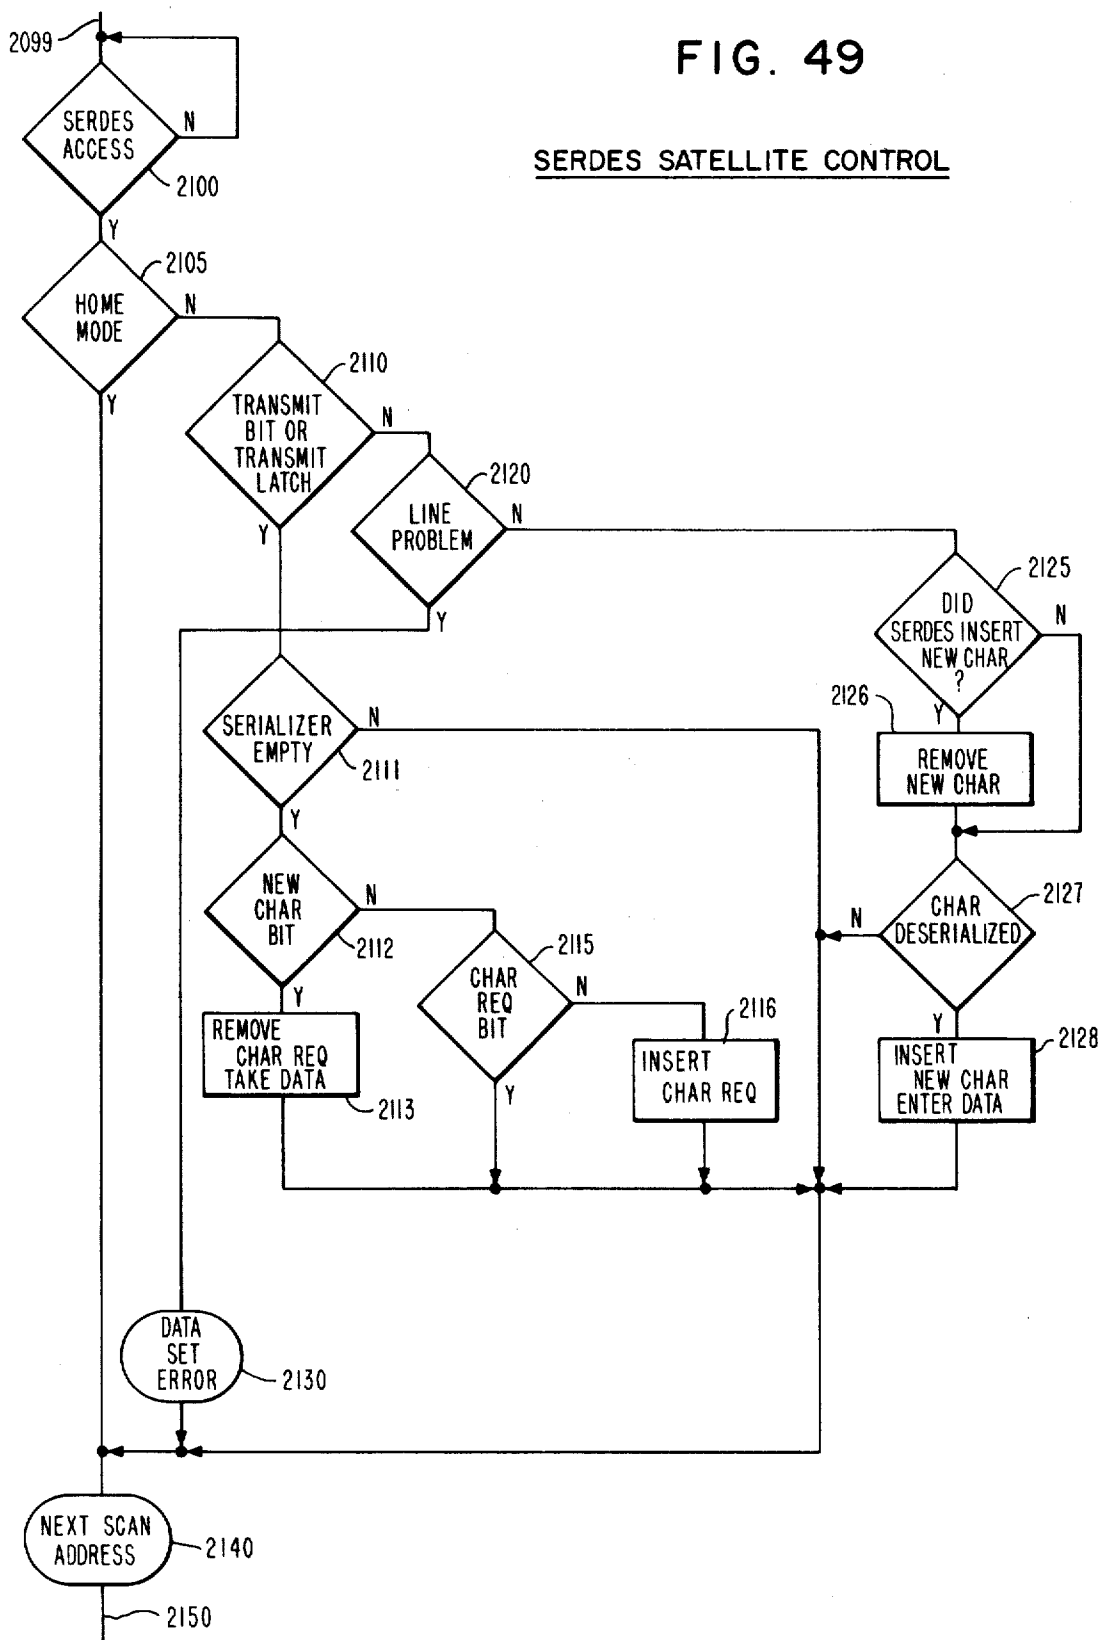 2099
FIG. 49
SERDES SATELLITE CONTROL
SERDES
ACCESS
N
2100
Y
2105
HOME
MODE
N
Y
2110
TRANSMIT
BIT OR
TRANSMIT
LATCH
N
Y
2120
LINE
PROBLEM
N
Y
2125
DID
SERDES INSERT
NEW CHAR
?
N
Y
2126
REMOVE
NEW CHAR
SERIALIZER
EMPTY
N
2111
Y
NEW
CHAR
BIT
N
2112
Y
2115
CHAR
REQ
BIT
N
Y
2127
CHAR
DESERIALIZED
N
Y
REMOVE
CHAR REQ
TAKE DATA
2113
2116
INSERT
CHAR REQ
2128
INSERT
NEW CHAR
ENTER DATA
DATA
SET
ERROR
2130
NEXT SCAN
ADDRESS
2140
2150